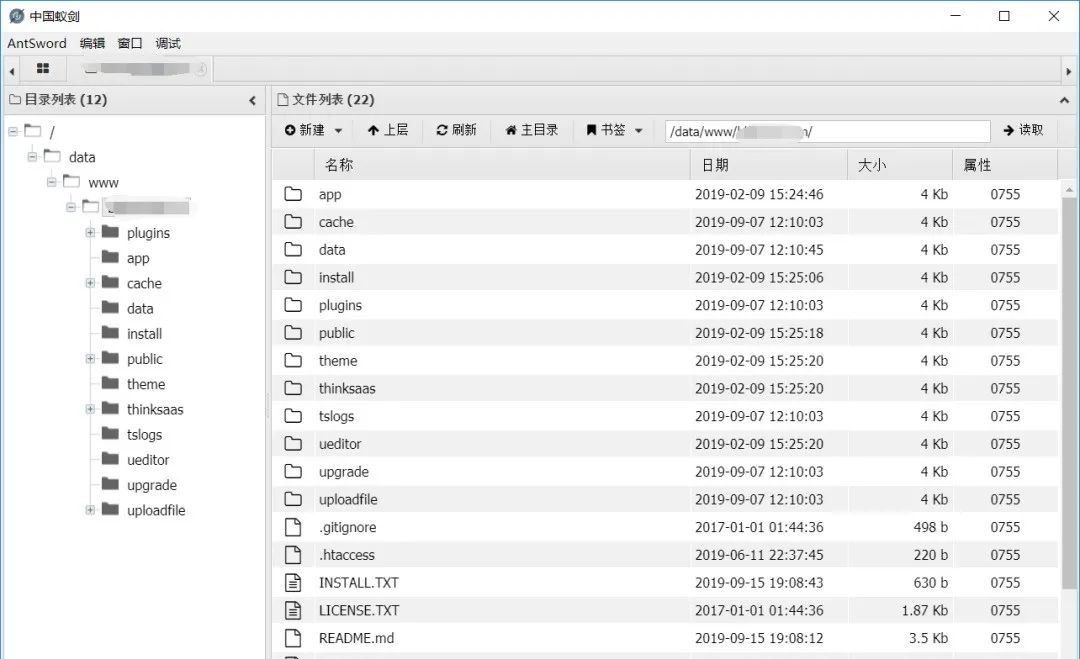 中国蚁剑
AntSword 编辑 窗口 调试
目录列表 (12)
/
data
www
plugins
app
cache
data
install
public
theme
thinksaas
tslogs
ueditor
upgrade
uploadfile
文件列表 (22)
新建 上层 刷新 主目录 书签 /data/www/ / 读取
名称 日期 大小 属性
app 2019-02-09 15:24:46 4 Kb 0755
cache 2019-09-07 12:10:03 4 Kb 0755
data 2019-09-07 12:10:45 4 Kb 0755
install 2019-02-09 15:25:06 4 Kb 0755
plugins 2019-09-07 12:10:03 4 Kb 0755
public 2019-02-09 15:25:18 4 Kb 0755
theme 2019-02-09 15:25:20 4 Kb 0755
thinksaas 2019-02-09 15:25:20 4 Kb 0755
tslogs 2019-09-07 12:10:03 4 Kb 0755
ueditor 2019-02-09 15:25:20 4 Kb 0755
upgrade 2019-09-07 12:10:03 4 Kb 0755
uploadfile 2019-09-07 12:10:03 4 Kb 0755
.gitignore 2017-01-01 01:44:36 498 b 0755
.htaccess 2019-06-11 22:37:45 220 b 0755
INSTALL.TXT 2019-09-15 19:08:43 630 b 0755
LICENSE.TXT 2017-01-01 01:44:36 1.87 Kb 0755
README.md 2019-09-15 19:08:12 3.5 Kb 0755